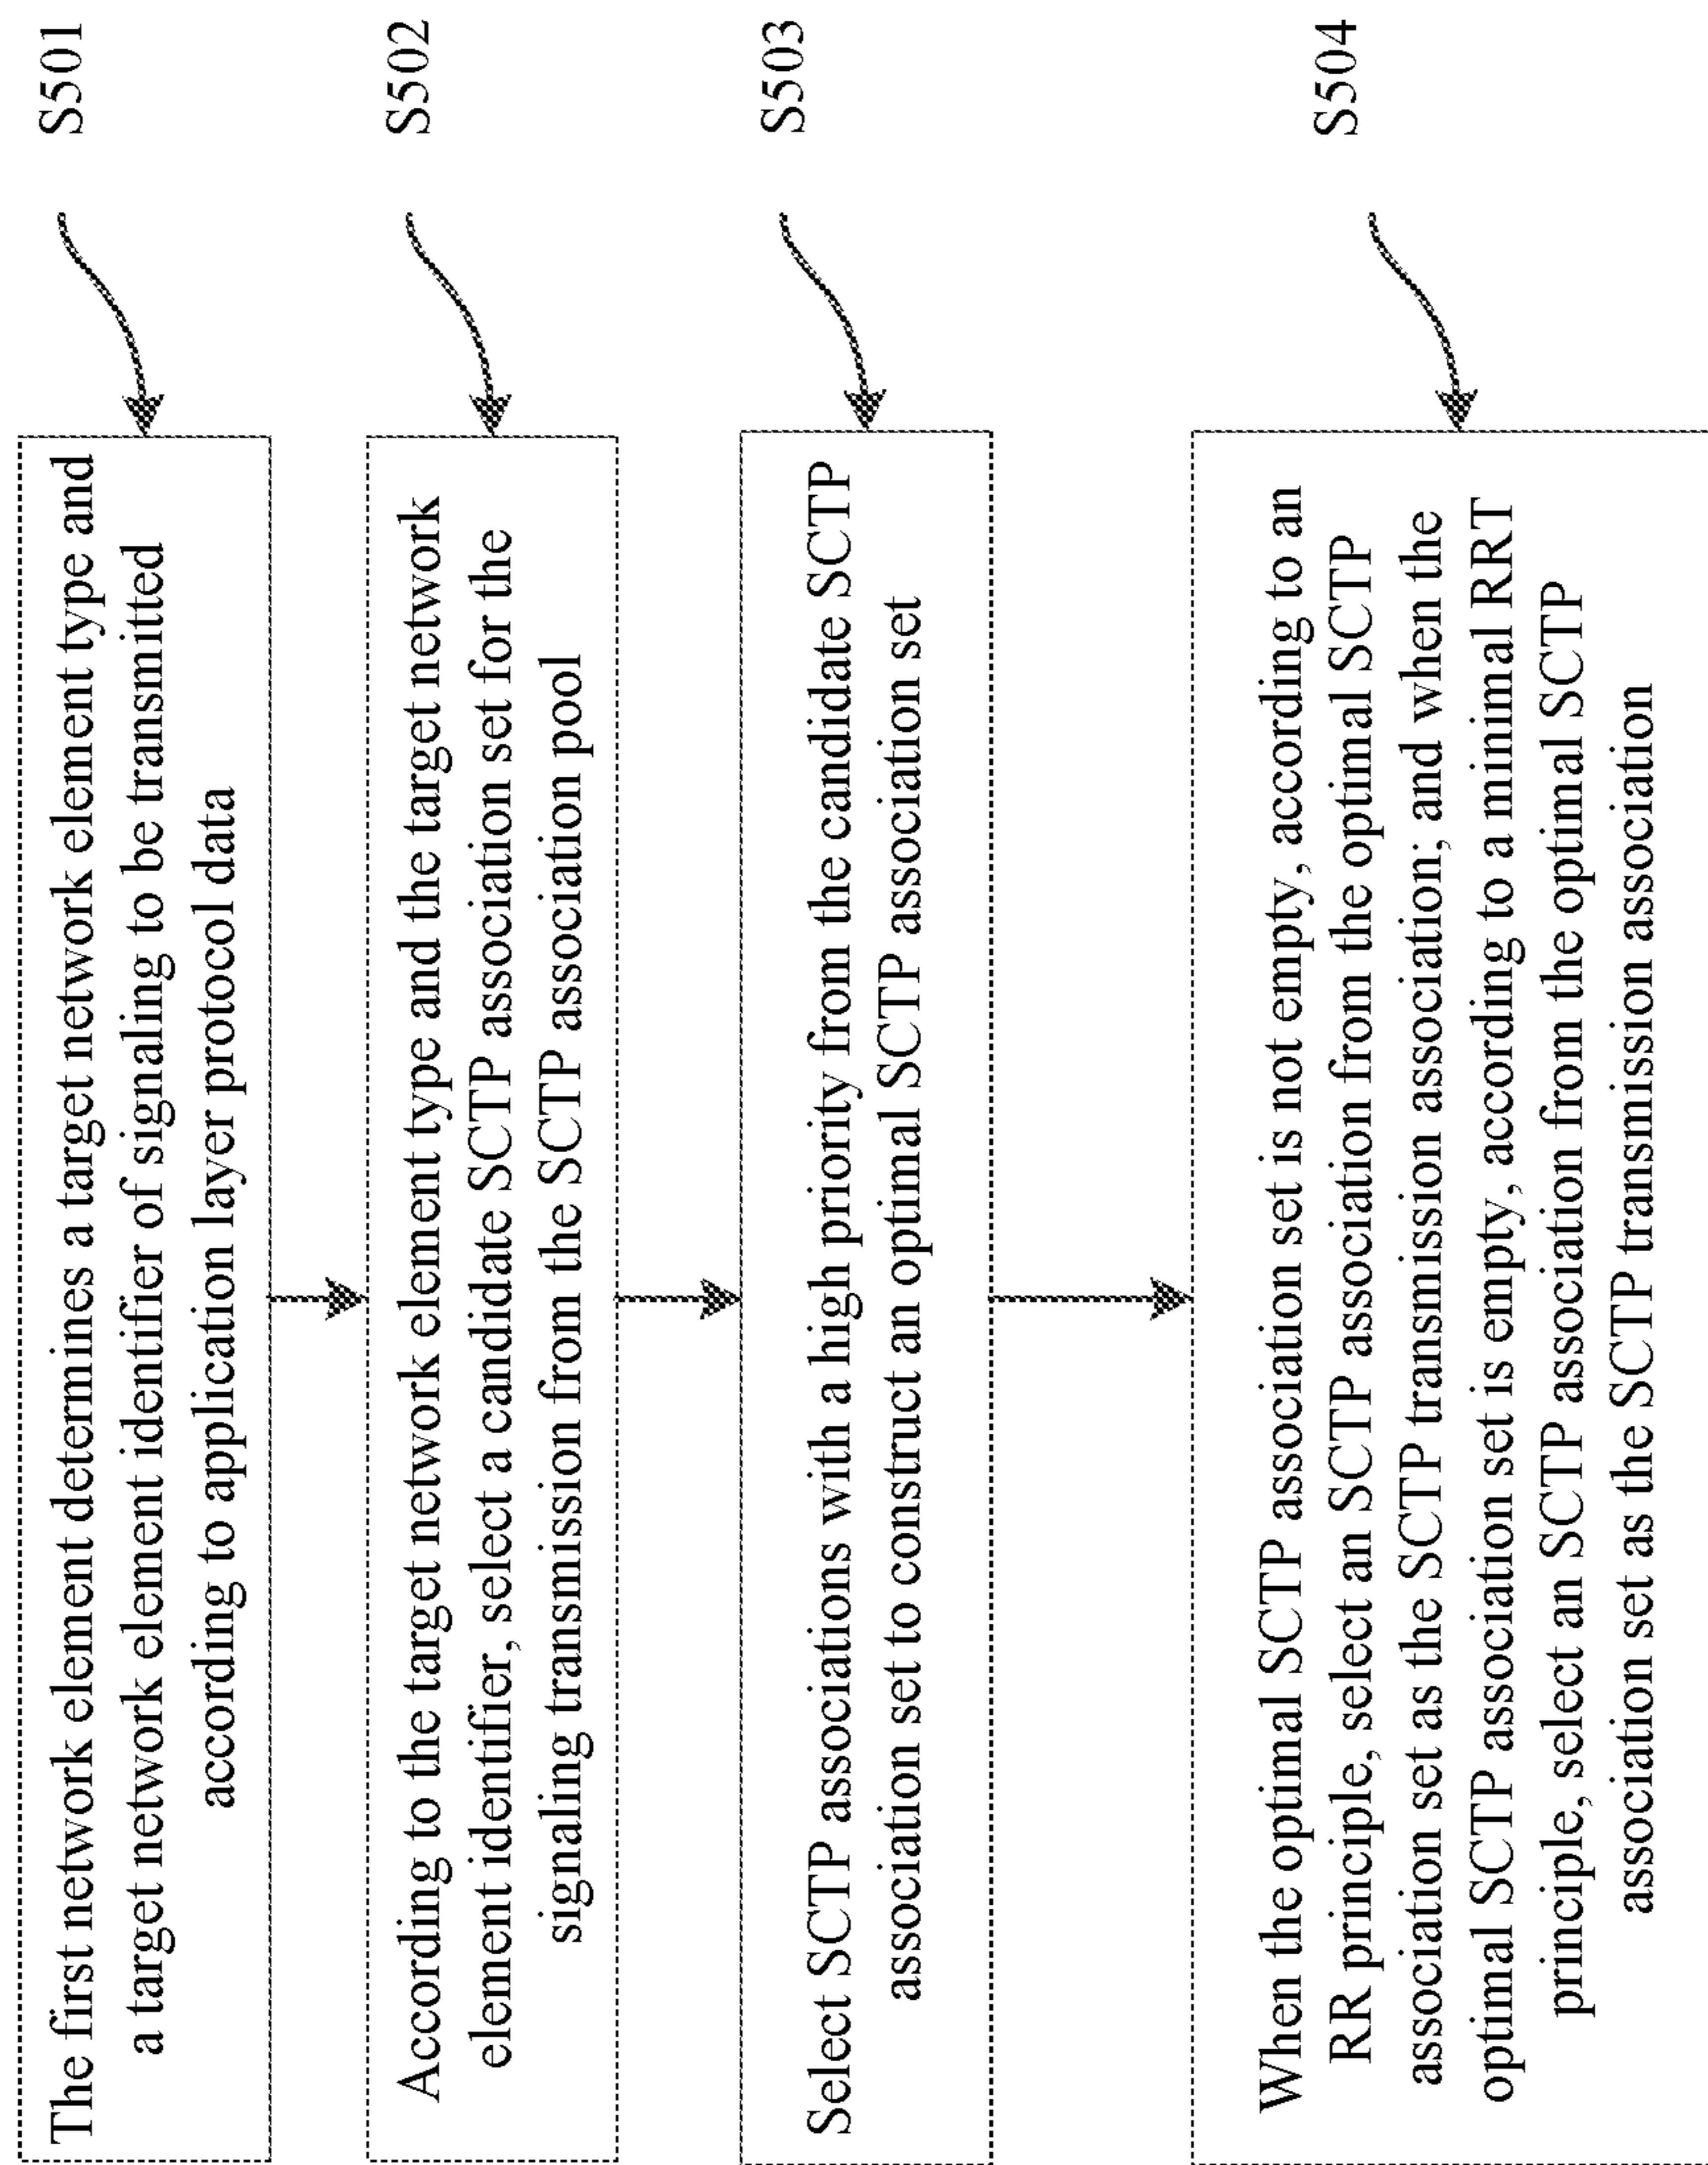 The first network element determines a target network element type and
a target network element identifier of signaling to be transmitted
according to application layer protocol data
S501
According to the target network element type and the target network
element identifier, select a candidate SCTP association set for the
signaling transmission from the SCTP association pool
S502
Select SCTP associations with a high priority from the candidate SCTP
association set to construct an optimal SCTP association set
S503
When the optimal SCTP association set is not empty, according to an
RR principle, select an SCTP association from the optimal SCTP
association set as the SCTP transmission association; and when the
optimal SCTP association set is empty, according to a minimal RRT
principle, select an SCTP association from the optimal SCTP
association set as the SCTP transmission association
S504